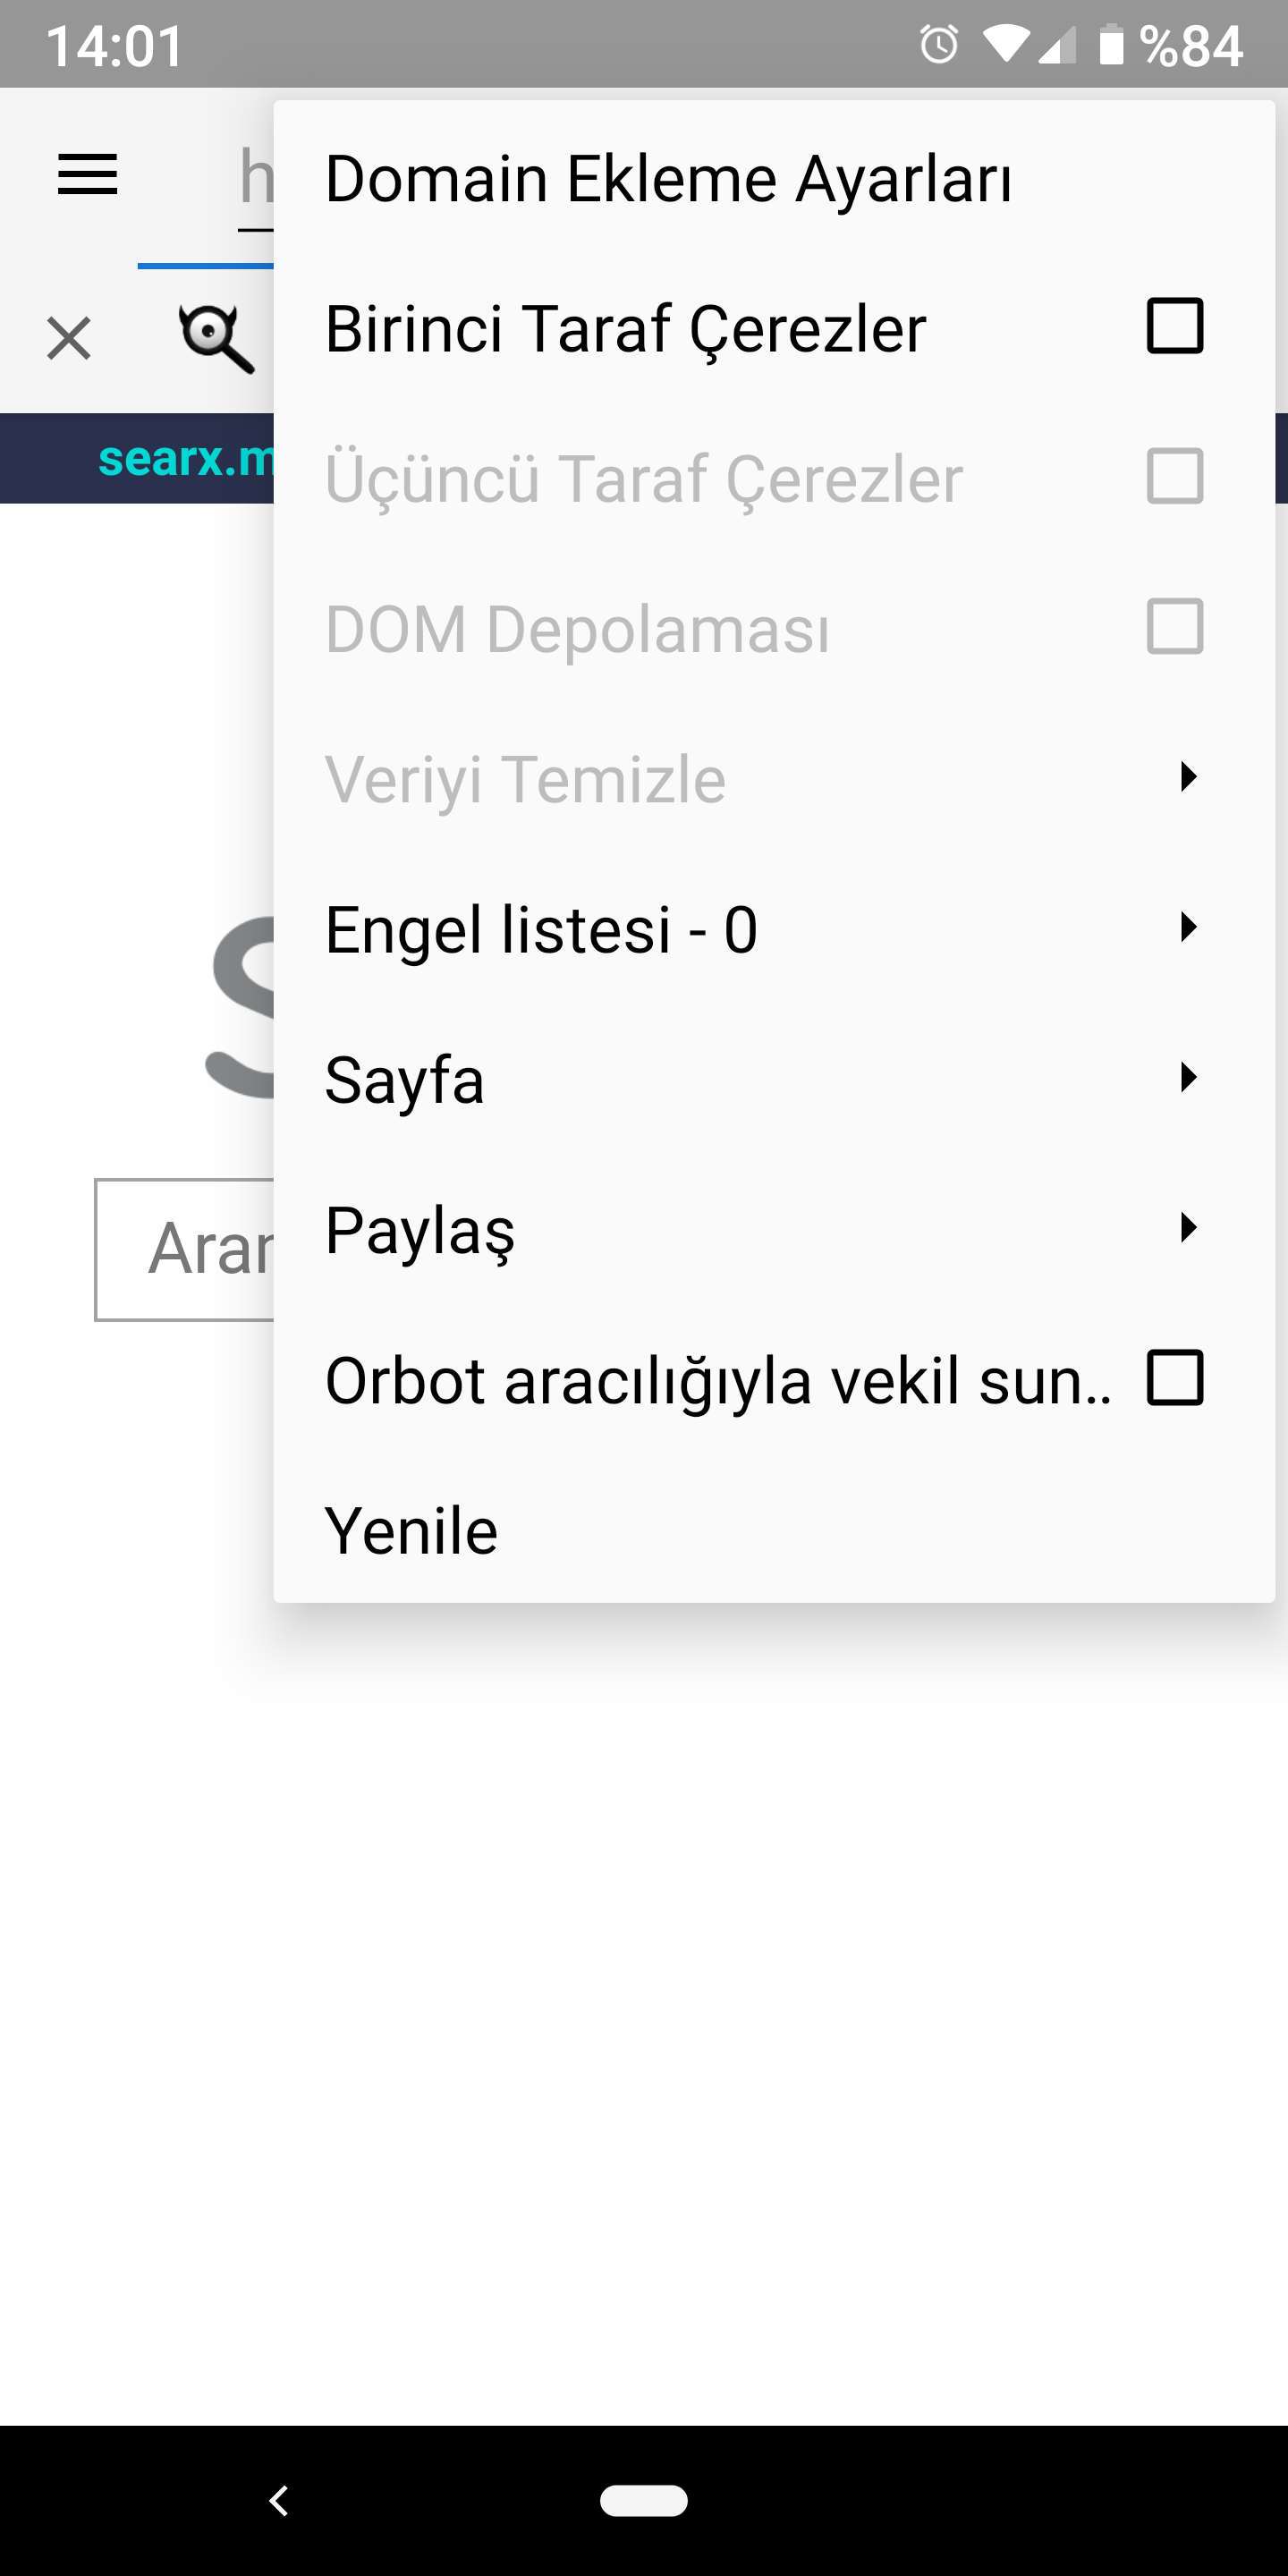 14:01
%84
Domain Ekleme Ayarları
Birinci Taraf Çerezler
Üçüncü Taraf Çerezler
searx.m
DOM Depolaması
Veriyi Temizle
Engel listesi - 0
Sayfa
Paylaş
Orbot aracılığıyla vekil sun..
Yenile